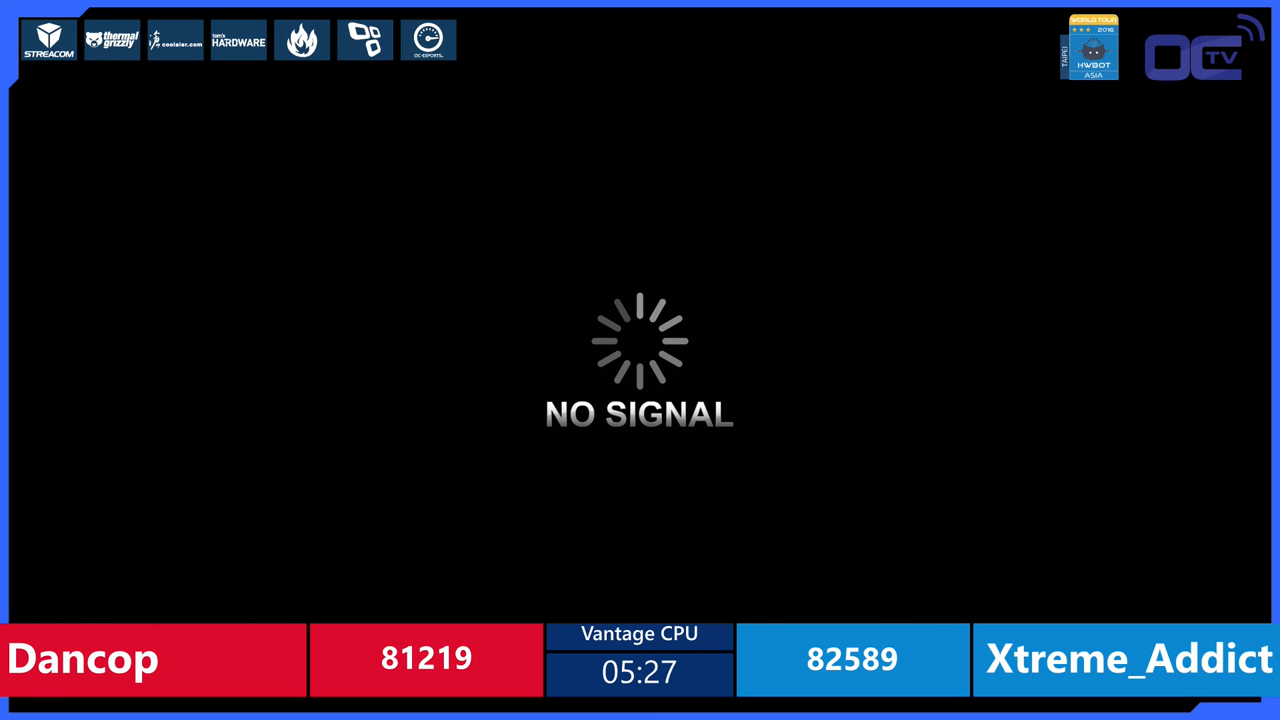 STREACOM
thermal
grizzly
coolaler.com
tom's
HARDWARE
OC-ESPORTS
WORLD TOUR
2016
TAIPEI
HWBOT
ASIA
OC TV
NO SIGNAL
Dancop
81219
Vantage CPU
05:27
82589
Xtreme_Addict